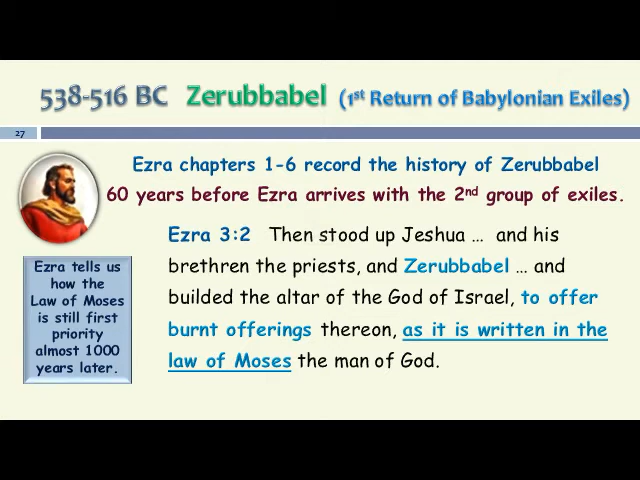 538-516 BC Zerubbabel (1st Return of Babylonian Exiles)
27
Ezra chapters 1-6 record the history of Zerubbabel
60 years before Ezra arrives with the 2nd group of exiles.
Ezra 3:2 Then stood up Jeshua … and his
brethren the priests, and Zerubbabel … and
builded the altar of the God of Israel, to offer
burnt offerings thereon, as it is written in the
law of Moses the man of God.
Ezra tells us
how the
Law of Moses
is still first
priority
almost 1000
years later.